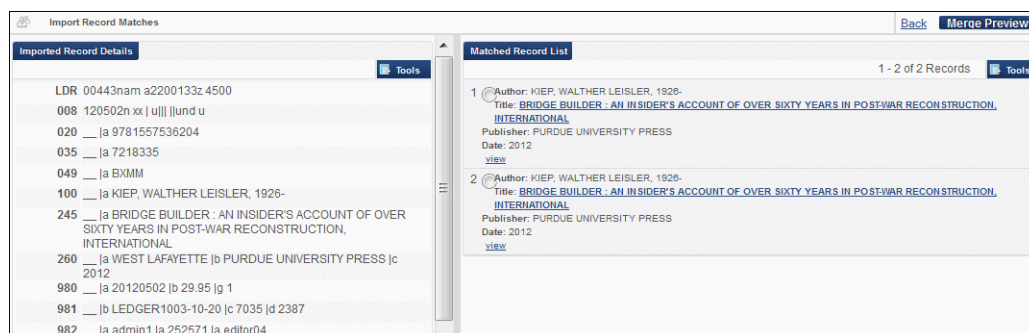 Import Record Matches
Back Merge Preview
Imported Record Details
Tools
LDR 00443nam a2200133z 4500
008 120502n xx | u||| ||und u
020 __ |a 9781557536204
035 __ |a 7218335
049 __ |a BXMM
100 __ |a KIEP, WALTHER LEISLER, 1926-
245 __ |a BRIDGE BUILDER : AN INSIDER'S ACCOUNT OF OVER
SIXTY YEARS IN POST-WAR RECONSTRUCTION,
INTERNATIONAL
260 __ |a WEST LAFAYETTE |b PURDUE UNIVERSITY PRESS |c
2012
980 __ |a 20120502 |b 29.95 |g 1
981 __ |b LEDGER1003-10-20 |c 7035 |d 2387
982 __ |a admin1 |a 252571 |a editor04
Matched Record List
1 - 2 of 2 Records Tools
1 Author: KIEP, WALTHER LEISLER, 1926-
Title: BRIDGE BUILDER : AN INSIDER'S ACCOUNT OF OVER SIXTY YEARS IN POST-WAR RECONSTRUCTION,
INTERNATIONAL
Publisher: PURDUE UNIVERSITY PRESS
Date: 2012
view
2 Author: KIEP, WALTHER LEISLER, 1926-
Title: BRIDGE BUILDER : AN INSIDER'S ACCOUNT OF OVER SIXTY YEARS IN POST-WAR RECONSTRUCTION,
INTERNATIONAL
Publisher: PURDUE UNIVERSITY PRESS
Date: 2012
view